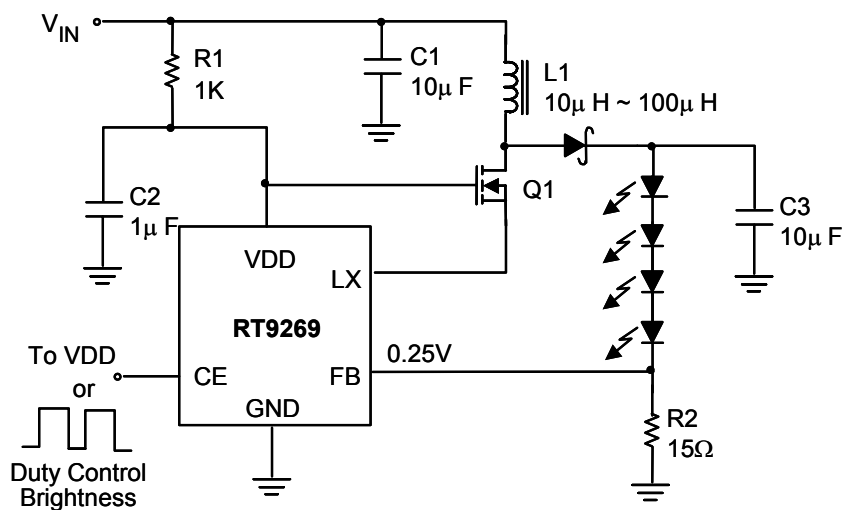 VIN
R1
1K
C1
10μ F
L1
10μ H ~ 100μ H
C2
1μ F
Q1
C3
10μ F
VDD
LX
RT9269
0.25V
To VDD
or
CE
FB
GND
R2
15Ω
Duty Control
Brightness